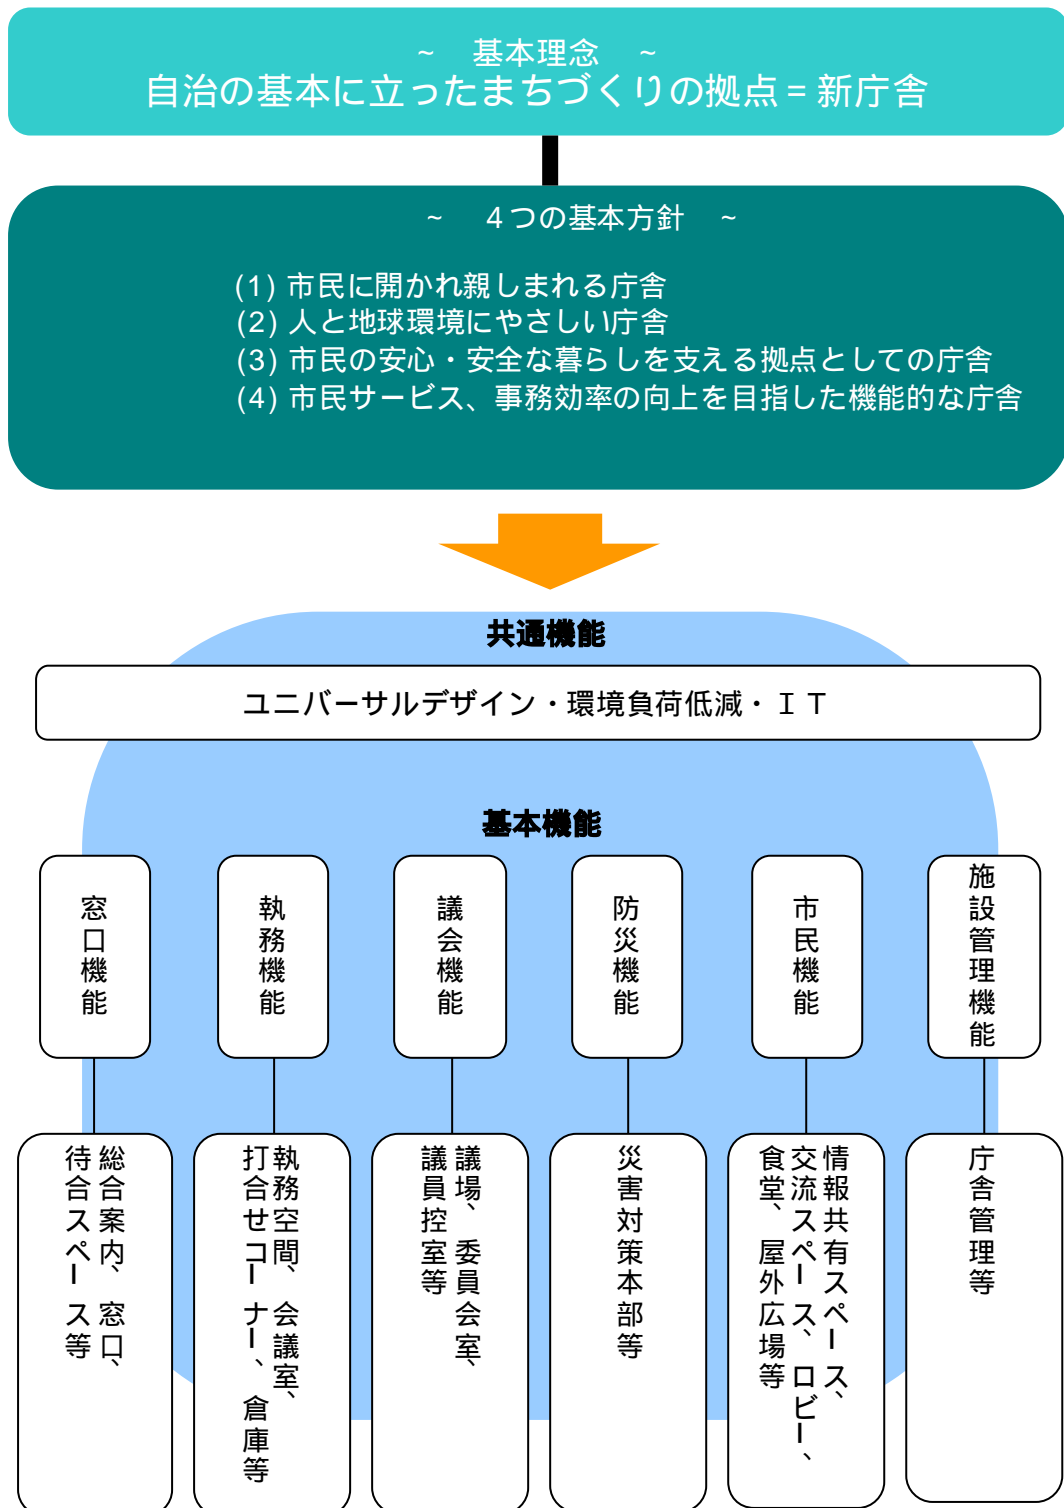 ～　基本理念　～
自治の基本に立ったまちづくりの拠点＝新庁舎
～　４つの基本方針　～
(1) 市民に開かれ親しまれる庁舎
(2) 人と地球環境にやさしい庁舎
(3) 市民の安心・安全な暮らしを支える拠点としての庁舎
(4) 市民サービス、事務効率の向上を目指した機能的な庁舎
共通機能
ユニバーサルデザイン・環境負荷低減・ＩＴ
基本機能
窓口機能
執務機能
議会機能
防災機能
市民機能
施設管理機能
総合案内、窓口、
待合スペース等
執務空間、会議室、
打合せコーナー、倉庫等
議場、委員会室、
議員控室等
災害対策本部等
情報共有スペース、
交流スペース、ロビー、
食堂、屋外広場等
庁舎管理等